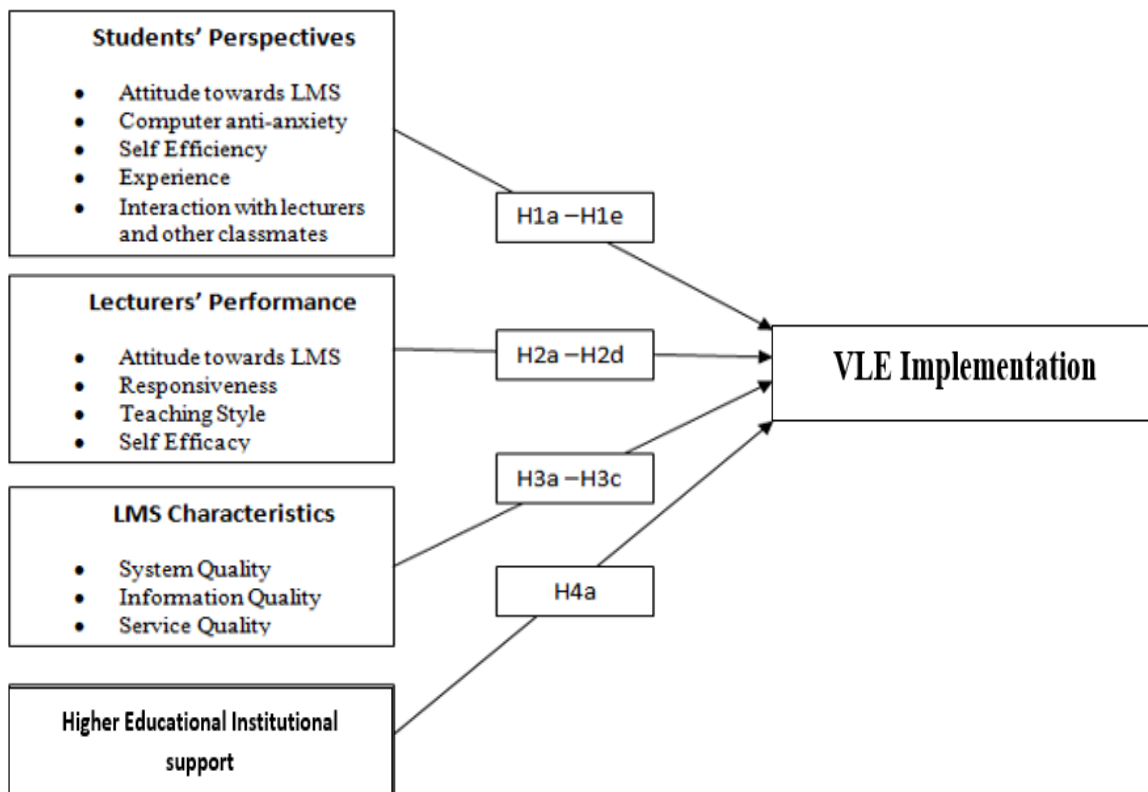 Students’ Perspectives
• Attitude towards LMS
• Computer anti-anxiety
• Self Efficiency
• Experience
• Interaction with lecturers
and other classmates
H1a –H1e
Lecturers’ Performance
• Attitude towards LMS
• Responsiveness
• Teaching Style
• Self Efficacy
H2a –H2d
VLE Implementation
H3a –H3c
LMS Characteristics
• System Quality
• Information Quality
• Service Quality
H4a
Higher Educational Institutional
support